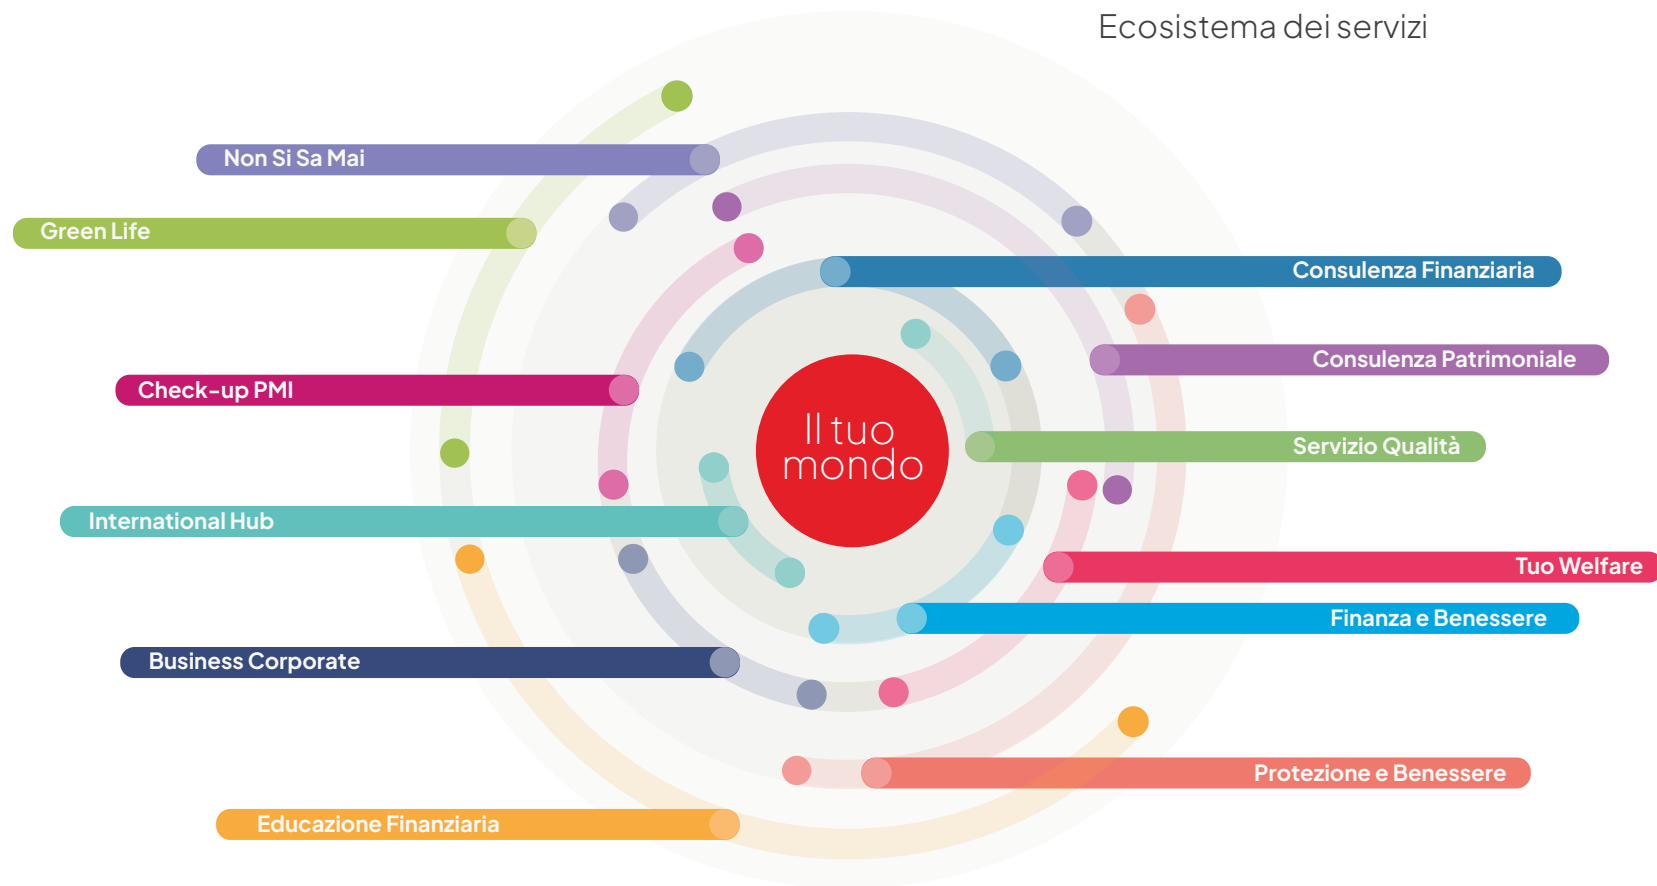 Ecosistema dei servizi
Non Si Sa Mai
Green Life
Check-up PMI
International Hub
Business Corporate
Educazione Finanziaria
Il tuo
mondo
Consulenza Finanziaria
Consulenza Patrimoniale
Servizio Qualità
Tuo Welfare
Finanza e Benessere
Protezione e Benessere